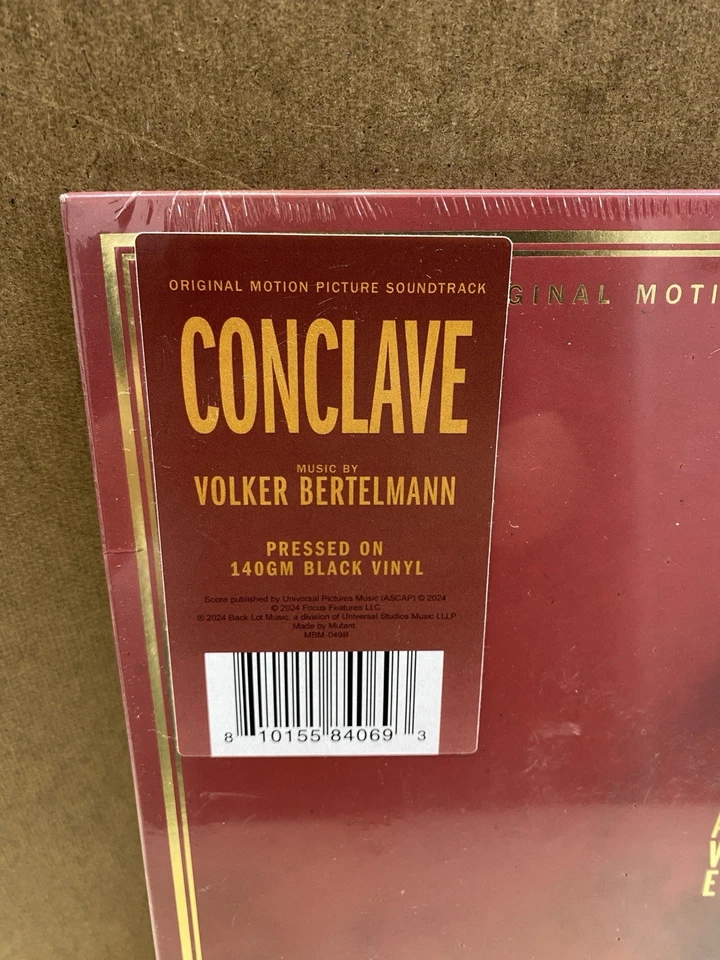 ORIGINAL MOTION PICTURE SOUNDTRACK
CONCLAVE
MUSIC BY
VOLKER BERTELMANN
PRESSED ON
140GM BLACK VINYL
Score published by Universal Pictures Music (ASCAP) © 2024
© 2024 Focus Features LLC
℗ 2024 Back Lot Music, a division of Universal Studios Music LLLP
Made by Mutant
MBM-049B
8 10155 84069 3
GINAL MOTI
V
E